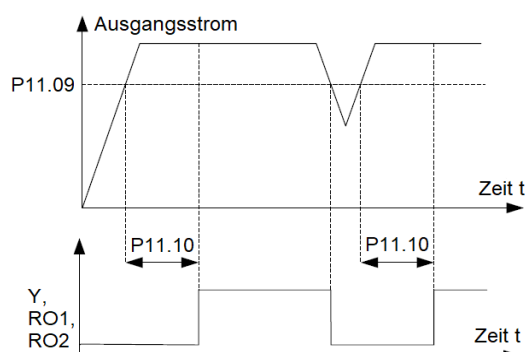 Ausgangsstrom
P11.09
Zeit t
P11.10
P11.10
Y,
RO1,
RO2
Zeit t